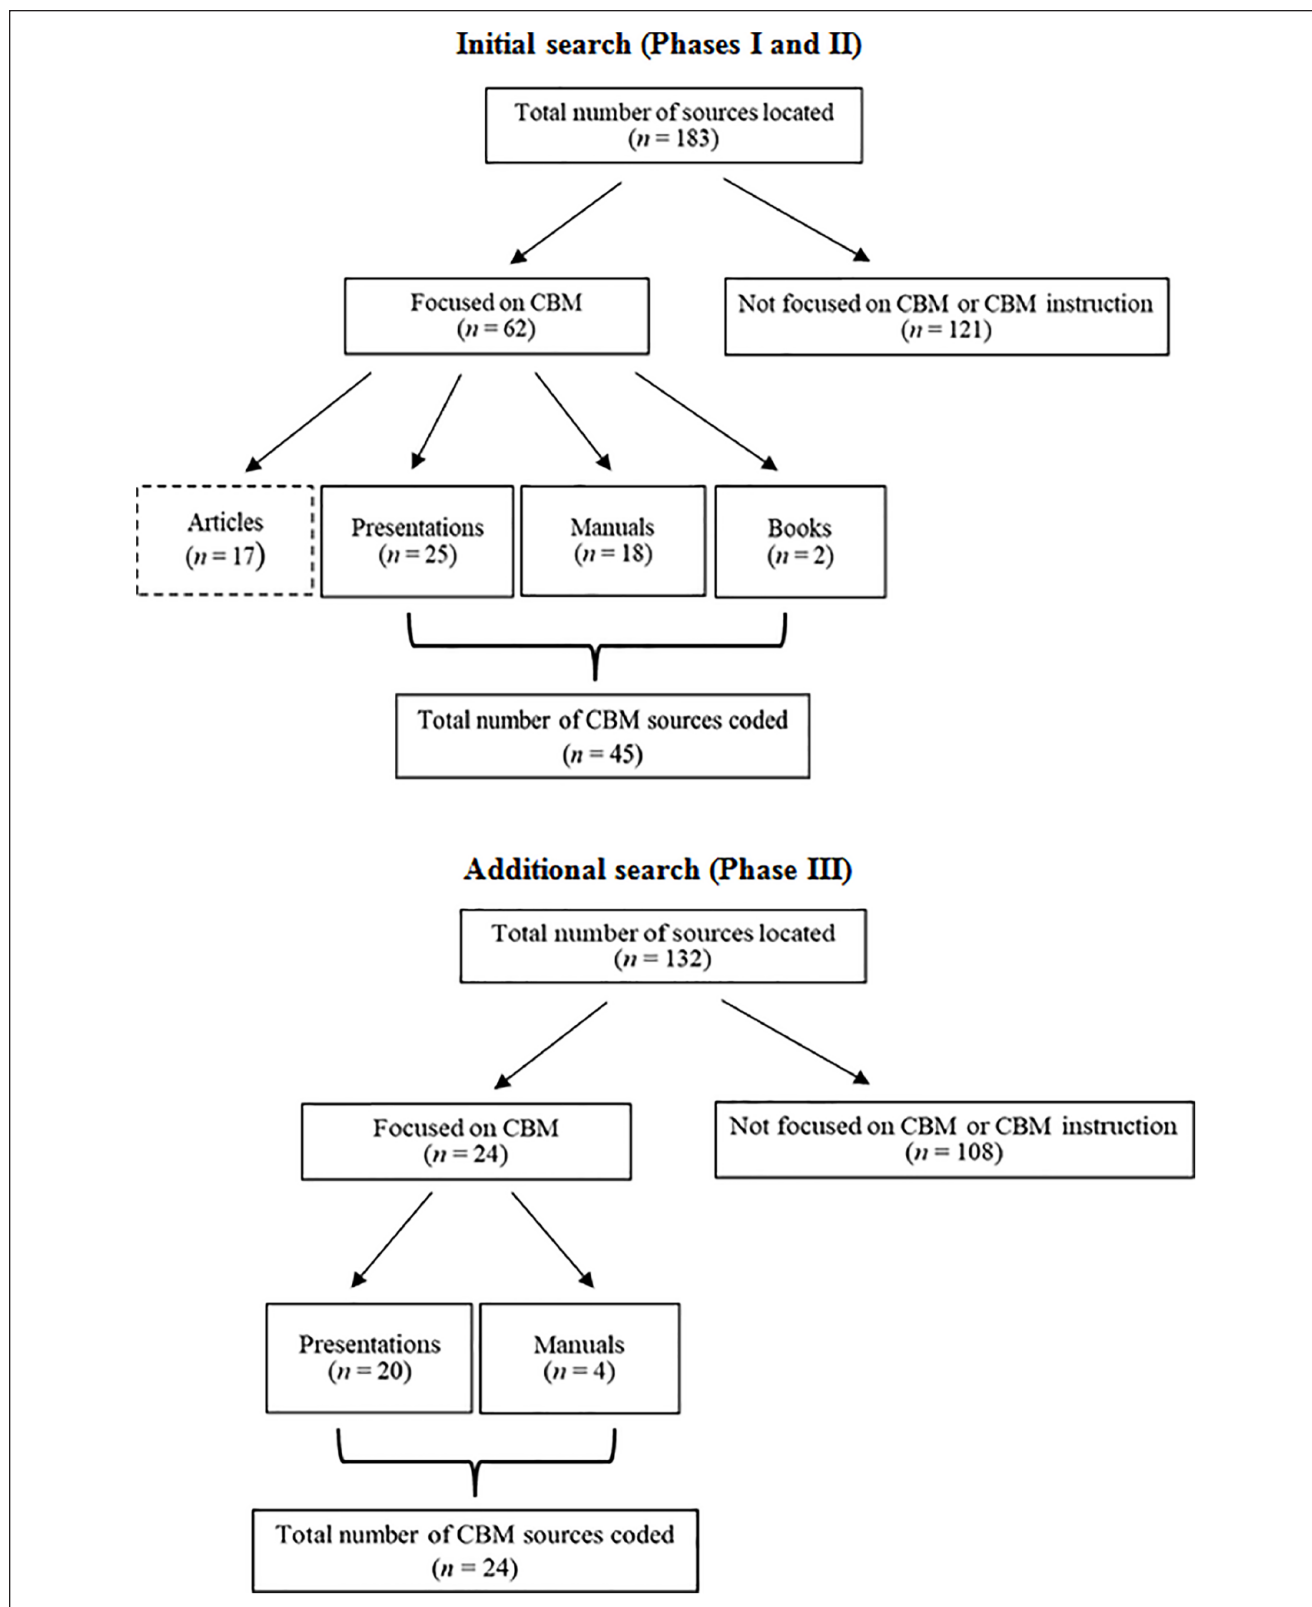 Initial search (Phases I and II)
Total number of sources located
(n = 183)
Focused on CBM
(n = 62)
Not focused on CBM or CBM instruction
(n = 121)
Articles
(n = 17)
Presentations
(n = 25)
Manuals
(n = 18)
Books
(n = 2)
Total number of CBM sources coded
(n = 45)
Additional search (Phase III)
Total number of sources located
(n = 132)
Focused on CBM
(n = 24)
Not focused on CBM or CBM instruction
(n = 108)
Presentations
(n = 20)
Manuals
(n = 4)
Total number of CBM sources coded
(n = 24)